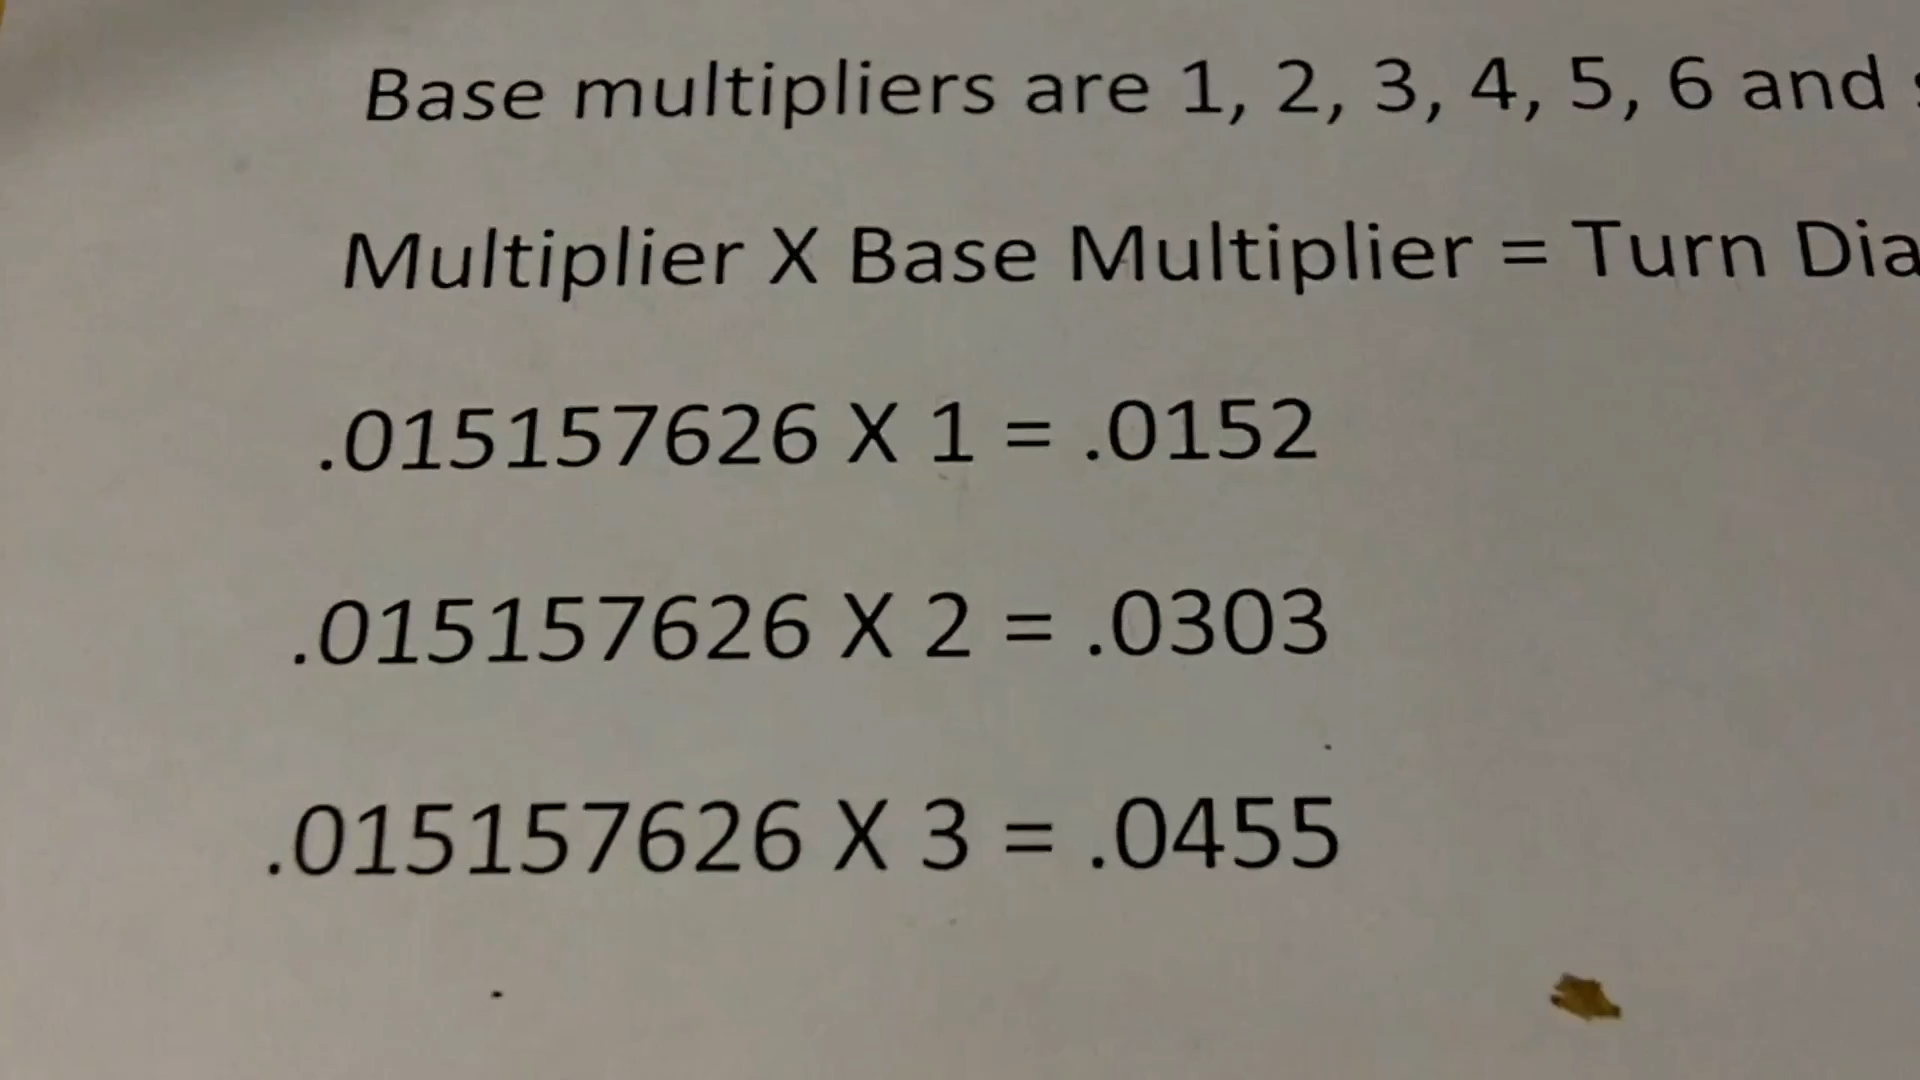 Base multipliers are 1, 2, 3, 4, 5, 6 and
Multiplier X Base Multiplier = Turn Dia
.015157626 X 1 = .0152
.015157626 X 2 = .0303
.015157626 X 3 = .0455